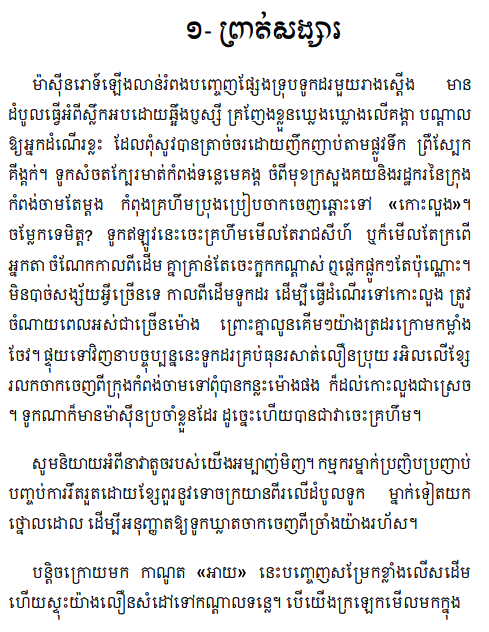 ១- ព្រាត់សង្សារ
ម៉ាស៊ីនរោទ៍ឡើងលាន់រំពងបញ្ចេញផ្សែងទ្រុបទូកដរមួយរាងស្ដើង មាន
ដំបូលធ្វើអំពីស្លឹកអបដោយឆ្អឹងឫស្សី គ្រញែងខ្លួនឃ្លេងឃ្លោងលើគង្គា បណ្ដាល
ឱ្យអ្នកដំណើរខ្លះ ដែលពុំសូវបានត្រាច់ចរដោយញឹកញាប់តាមផ្លូវទឹក ព្រឺស្បែក
គីង្គក់។ ទូកសំចតក្បែរមាត់កំពង់ទន្លេមេគង្គ ចំពីមុខក្រសួងគយនិងរដ្ឋករនៃក្រុង
កំពង់ចាមតែម្ដង កំពុងគ្រហឹមប្រុងប្រៀបចាកចេញឆ្ពោះទៅ «កោះលួង»។
ចម្លែកទេមិត្ត? ទូកឥឡូវនេះចេះគ្រហឹមមើលតែរាជសីហ៍ ឬក៏មើលតែក្រពើ
អ្នកតា ចំណែកកាលពីដើម គ្នាគ្រាន់តែចេះក្អកកណ្ដាស់ ឮផ្លេកផ្លូកៗតែប៉ុណ្ណោះ។
មិនបាច់សង្ស័យអ្វីច្រើនទេ កាលពីដើមទូកដរ ដើម្បីធ្វើដំណើរទៅកោះលួង ត្រូវ
ចំណាយពេលអស់ជាច្រើនម៉ោង ព្រោះគ្នាលូនគើមៗយ៉ាងត្រដរក្រោមកម្លាំង
ចែវ។ ផ្ទុយទៅវិញនាបច្ចុប្បន្ននេះទូកដរគ្រប់ធុនរសាត់លឿនប្រុយ រអិលលើខ្សែ
រលកចាកចេញពីក្រុងកំពង់ចាមទៅពុំបានកន្លះម៉ោងផង ក៏ដល់កោះលួងជាស្រេច
។ ទូកណាក៏មានម៉ាស៊ីនប្រចាំខ្លួនដែរ ដូច្នេះហើយបានជាវាចេះគ្រហឹម។
សូមនិយាយអំពីនាវាតូចរបស់យើងអម្បាញ់មិញ។ កម្មករម្នាក់ប្រញិបប្រញាប់
បញ្ចប់ការរឹតរួតដោយខ្សែពួរនូវទោចក្រយានពីរលើដំបូលទូក ម្នាក់ទៀតយក
ថ្នោលដោល ដើម្បីអនុញ្ញាតឱ្យទូកឃ្លាតចាកចេញពីច្រាំងយ៉ាងរហ័ស។
បន្តិចក្រោយមក កាណូត «អាយ» នេះបញ្ចេញសម្រែកខ្លាំងលើសដើម
ហើយស្ទុះយ៉ាងលឿនសំដៅទៅកណ្ដាលទន្លេ។ បើយើងក្រឡេកមើលមកក្នុង